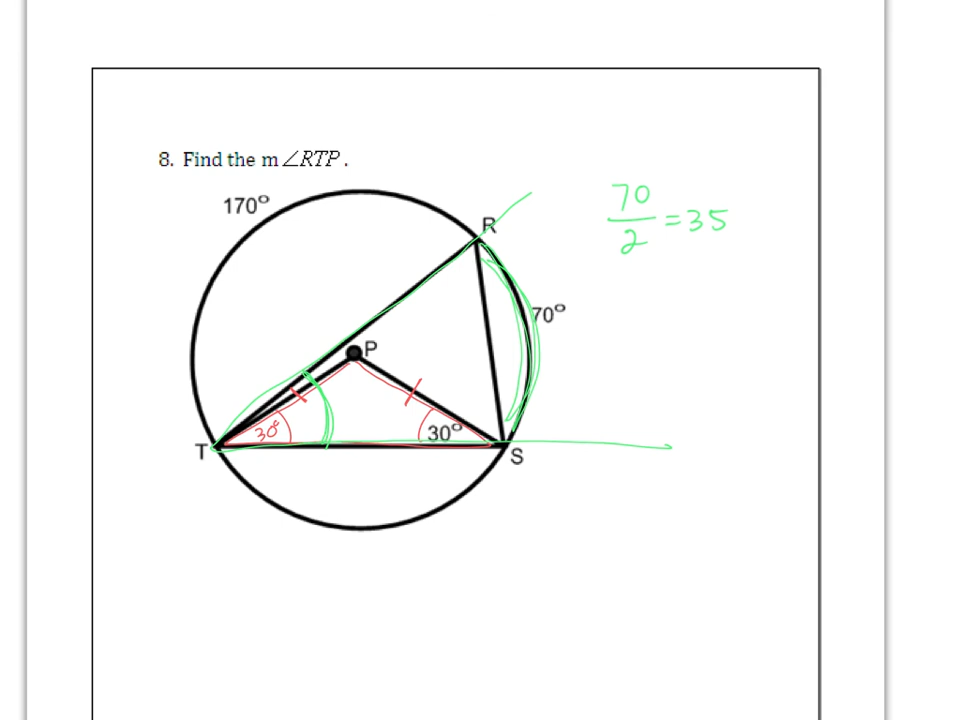 8. Find the m∠RTP.
170°
R
70/2 = 35
70°
P
30°
30°
T
S